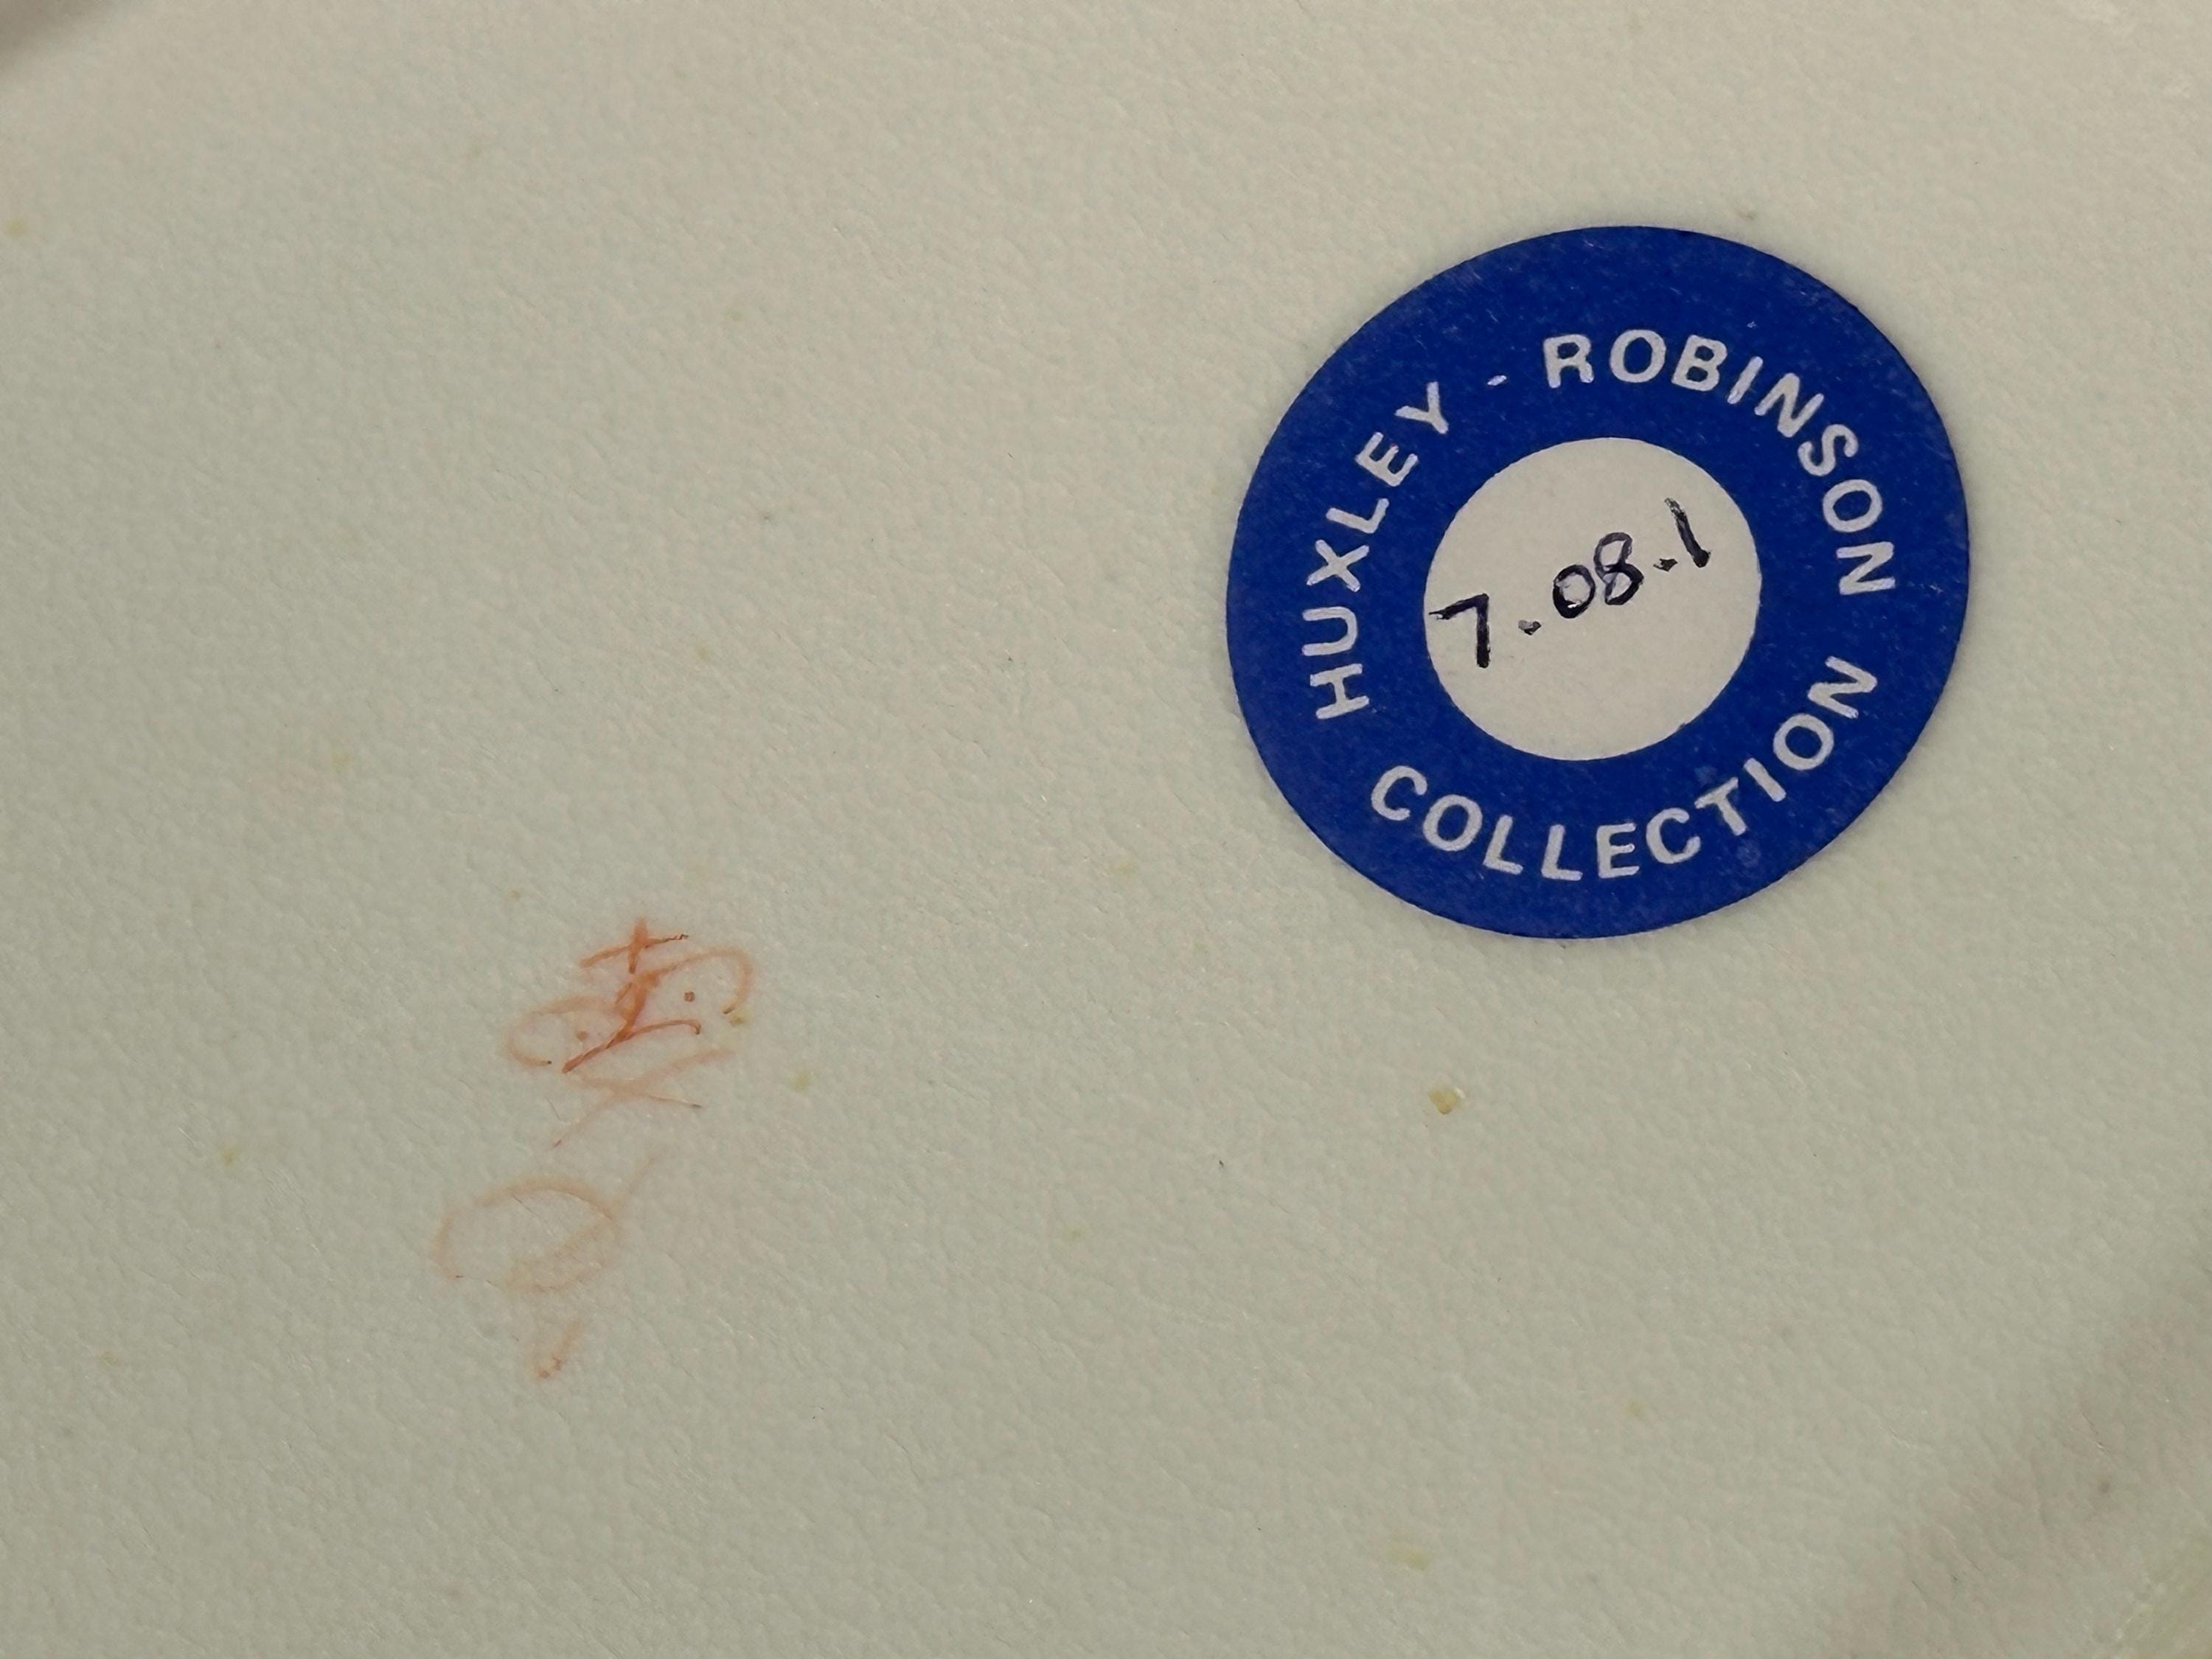 HUXLEY - ROBINSON
COLLECTION
7.08.1